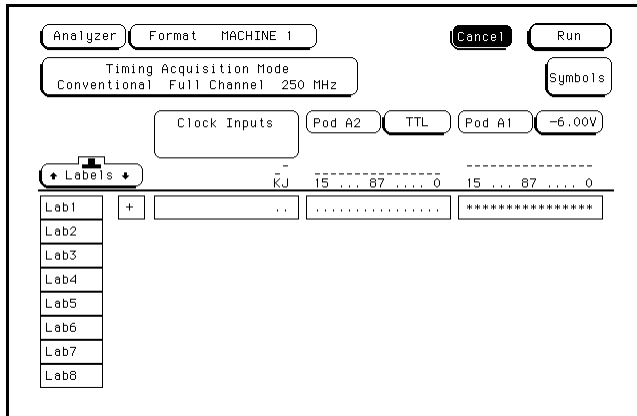 Analyzer Format MACHINE 1 Cancel Run
Timing Acquisition Mode
Conventional Full Channel 250 MHz
Symbols
Clock Inputs Pod A2 TTL Pod A1 -6.00V
↑ Labels ↓
KJ 15 ... 87 .... 0 15 ... 87 .... 0
Lab1 + .. ................ ****************
Lab2
Lab3
Lab4
Lab5
Lab6
Lab7
Lab8